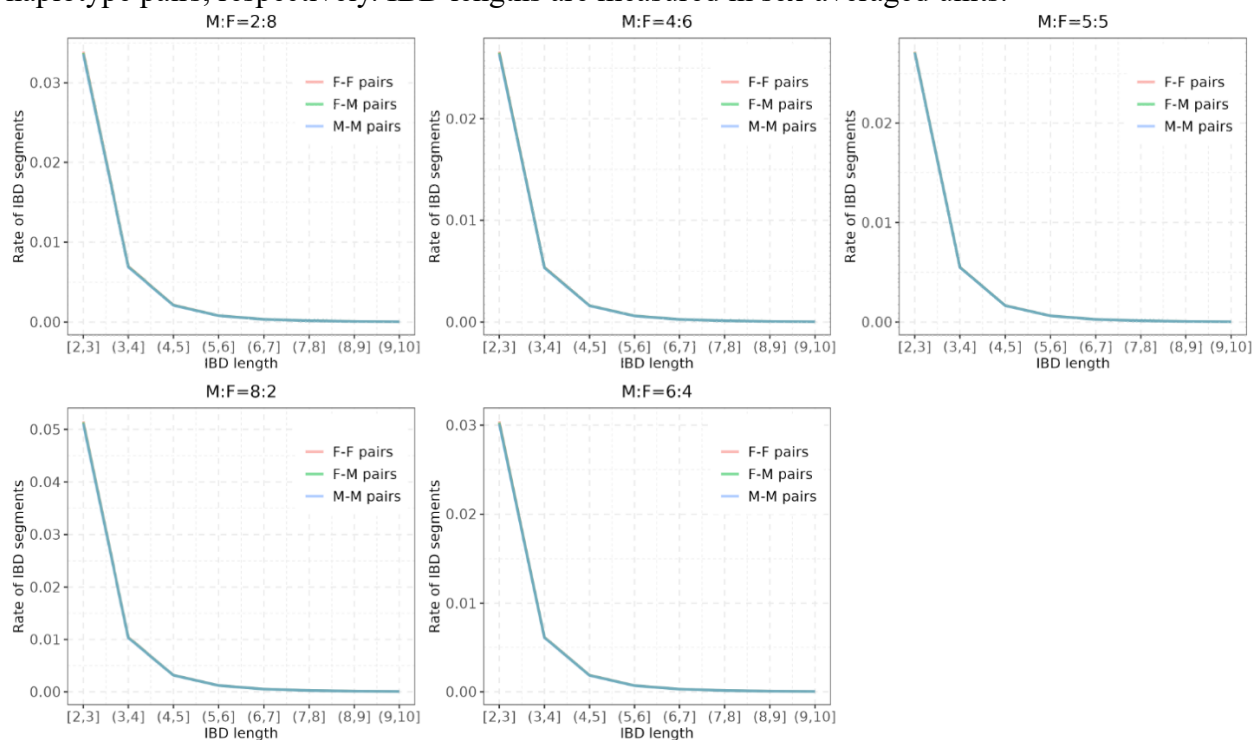 haplotype pairs, respectively. IBD lengths are measured in sex-averaged units.
M:F=2:8
Rate of IBD segments
0.03
0.02
0.01
0.00
F-F pairs
F-M pairs
M-M pairs
[2,3] (3,4] (4,5] (5,6] (6,7] (7,8] (8,9] (9,10]
IBD length
M:F=4:6
Rate of IBD segments
0.02
0.01
0.00
F-F pairs
F-M pairs
M-M pairs
[2,3] (3,4] (4,5] (5,6] (6,7] (7,8] (8,9] (9,10]
IBD length
M:F=5:5
Rate of IBD segments
0.02
0.01
0.00
F-F pairs
F-M pairs
M-M pairs
[2,3] (3,4] (4,5] (5,6] (6,7] (7,8] (8,9] (9,10]
IBD length
M:F=8:2
Rate of IBD segments
0.05
0.04
0.03
0.02
0.01
0.00
F-F pairs
F-M pairs
M-M pairs
[2,3] (3,4] (4,5] (5,6] (6,7] (7,8] (8,9] (9,10]
IBD length
M:F=6:4
Rate of IBD segments
0.03
0.02
0.01
0.00
F-F pairs
F-M pairs
M-M pairs
[2,3] (3,4] (4,5] (5,6] (6,7] (7,8] (8,9] (9,10]
IBD length